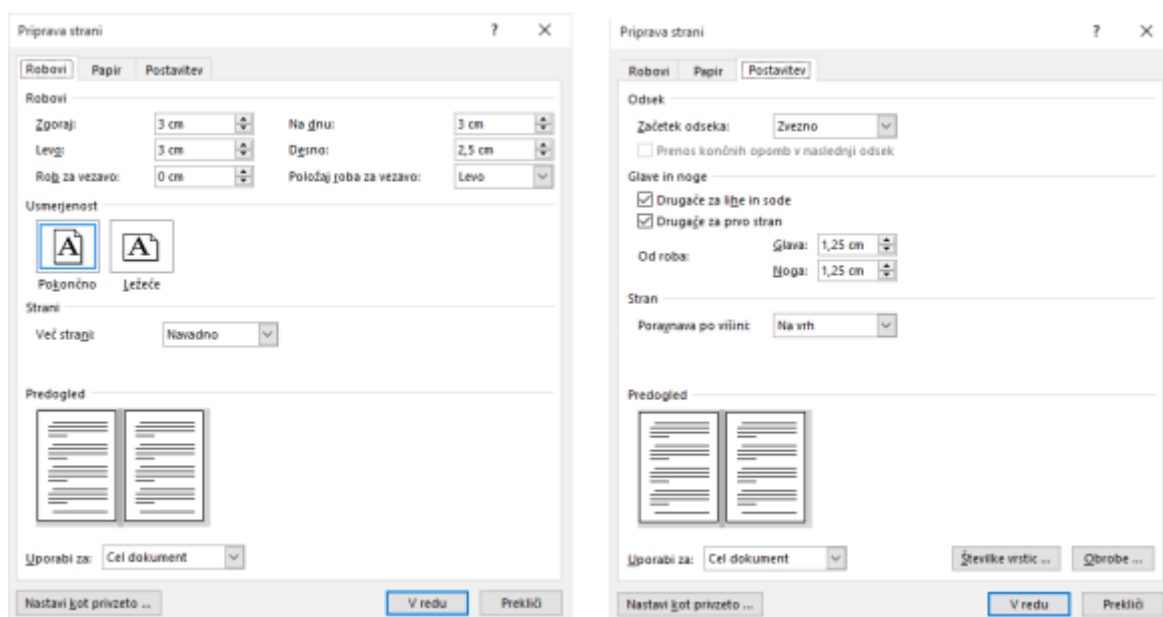 Priprava strani ? ×
Robovi Papir Postavitev
Robovi
Zgoraj: 3 cm Na dnu: 3 cm
Levo: 3 cm Desno: 2,5 cm
Rob za vezavo: 0 cm Položaj roba za vezavo: Levo
Usmerjenost
A A
Pokončno Ležeče
Strani
Več strani: Navadno
Predogled
Uporabi za: Cel dokument
Nastavi kot privzeto ... V redu Prekliči
Priprava strani ? ×
Robovi Papir Postavitev
Odsek
Začetek odseka: Zvezno
Prenos končnih opomb v naslednji odsek
Glave in noge
Drugače za lihe in sode
Drugače za prvo stran
Od roba:
Glava: 1,25 cm
Noga: 1,25 cm
Stran
Poravnava po višini: Na vrh
Predogled
Uporabi za: Cel dokument Številke vrstic ... Obrobe ...
Nastavi kot privzeto ... V redu Prekliči